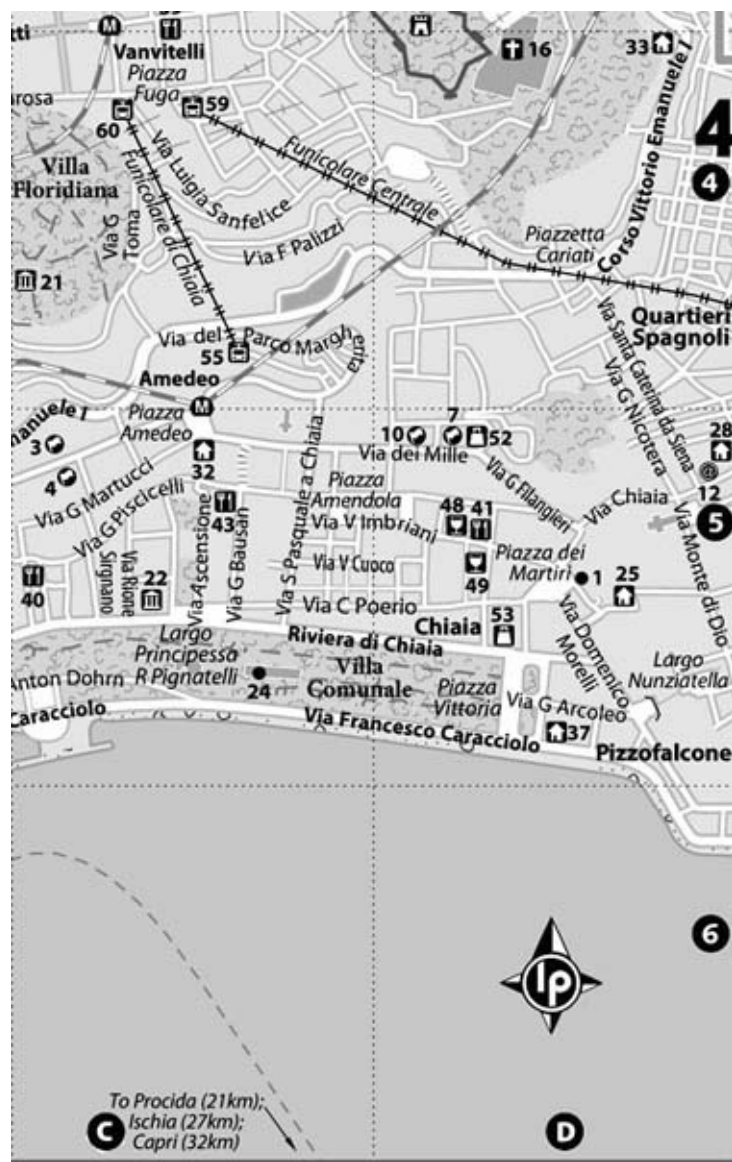 tti
M
Vanvitelli
16
33
Piazza
Fuga
59
arosa
60
4
4
Villa
Floridiana
Funicolare di Chiaia
Via Luigia Sanfelice
Via G
Toma
Via F Palizzi
Funicolare Centrale
Corso Vittorio Emanuele I
Piazzetta
Cariati
21
Quartieri
Spagnoli
Via del Parco Margherita
55
Amedeo
Via Santa Caterina da Siena
Via G Nicotera
manuele I
Piazza
Amedeo
M
3
10
7
52
28
Via dei Mille
32
4
Via G Martucci
Via G Piscicelli
Via S Pasquale a Chiaia
Piazza
Amendola
Via G Filangieri
Via Chiaia
@
12
5
43
48
41
Via V Imbriani
Via Ascensione
Via G Bausan
Via V Cuoco
Piazza dei
Martiri
1
25
Via Monte di Dio
40
Via Rione
Sirignano
22
49
Via C Poerio
Chiaia
53
Riviera di Chiaia
Via Domenico
Morelli
Largo
Principessa
R Pignatelli
24
Villa
Comunale
Piazza
Vittoria
Largo
Nunziatella
Anton Dohrn
Via G Arcoleo
Caracciolo
Via Francesco Caracciolo
37
Pizzofalcone
6
lp
To Procida (21km);
Ischia (27km);
Capri (32km)
C
D